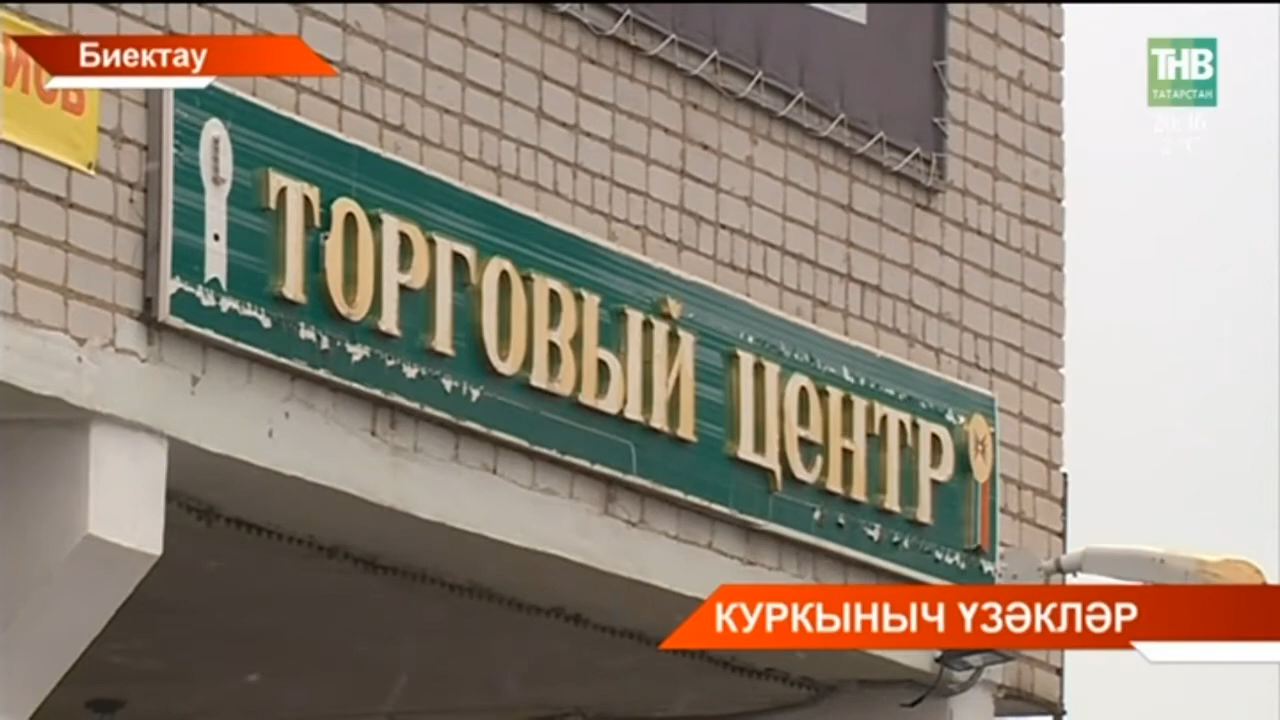 Биектау
ТНВ
ТАТАРСТАН
ТОРГОВЫЙ ЦЕНТР
КУРКЫНЫЧ ҮЗӘКЛӘР